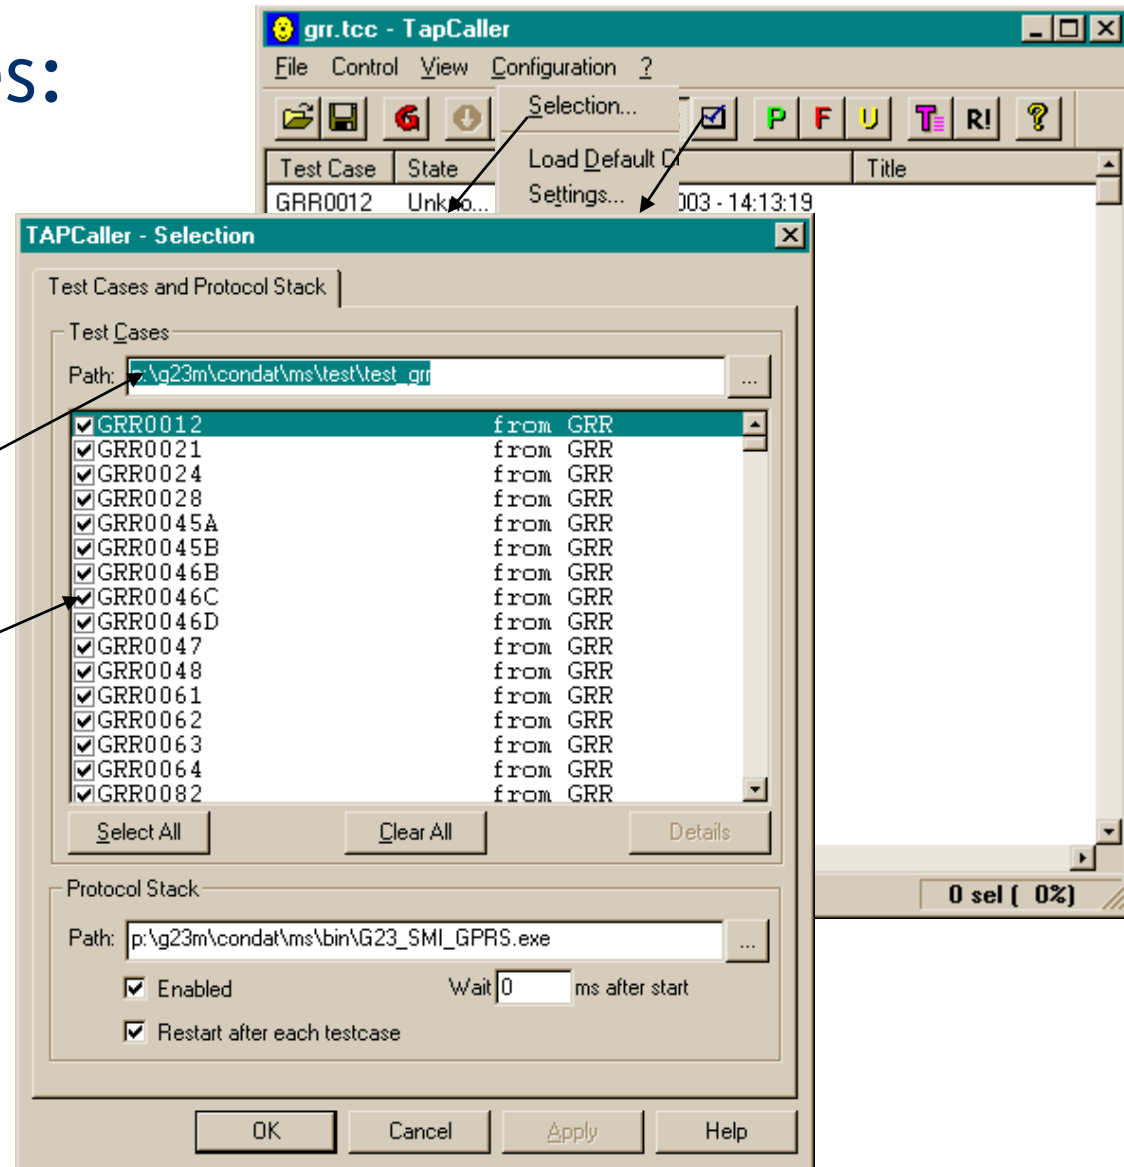 s:
grr.tcc - TapCaller
File Control View Configuration ?
Selection...
P F U T R! ?
Load Default C
Test Case State Title
Settings...
GRR0012 Unkno... 003 - 14:13:19
TAPCaller - Selection
Test Cases and Protocol Stack
Test Cases
Path: p:\g23m\condat\ms\test\test_grr ...
GRR0012 from GRR
GRR0021 from GRR
GRR0024 from GRR
GRR0028 from GRR
GRR0045A from GRR
GRR0045B from GRR
GRR0046B from GRR
GRR0046C from GRR
GRR0046D from GRR
GRR0047 from GRR
GRR0048 from GRR
GRR0061 from GRR
GRR0062 from GRR
GRR0063 from GRR
GRR0064 from GRR
GRR0082 from GRR
Select All Clear All Details
Protocol Stack
0 sel ( 0%)
Path: p:\g23m\condat\ms\bin\G23_SMI_GPRS.exe ...
Enabled Wait 0 ms after start
Restart after each testcase
OK Cancel Apply Help